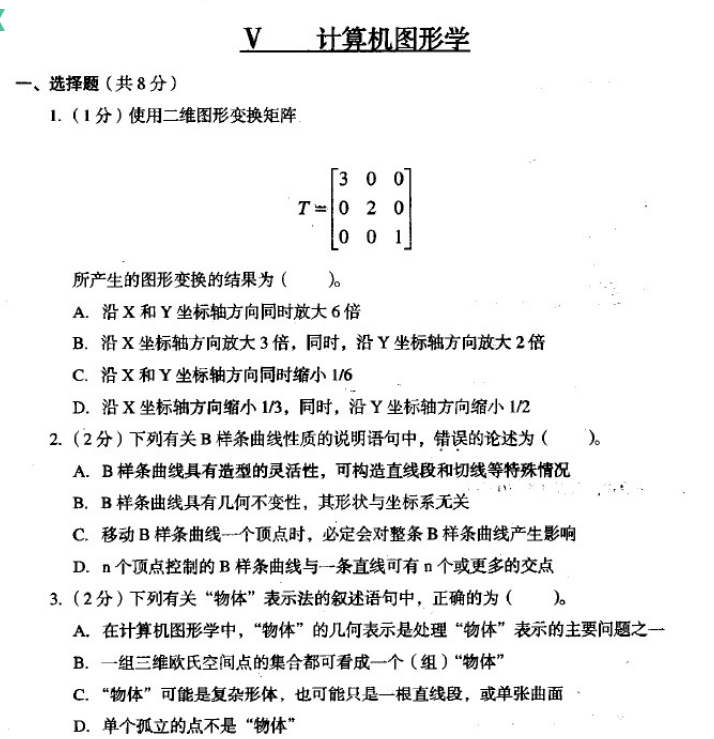 V 计算机图形学
一、选择题（共 8 分）
1.（1 分）使用二维图形变换矩阵
T = [3 0 0
0 2 0
0 0 1]
所产生的图形变换的结果为（ ）。
A. 沿 X 和 Y 坐标轴方向同时放大 6 倍
B. 沿 X 坐标轴方向放大 3 倍，同时，沿 Y 坐标轴方向放大 2 倍
C. 沿 X 和 Y 坐标轴方向同时缩小 1/6
D. 沿 X 坐标轴方向缩小 1/3，同时，沿 Y 坐标轴方向缩小 1/2
2.（2 分）下列有关 B 样条曲线性质的说明语句中，错误的论述为（ ）。
A. B 样条曲线具有造型的灵活性，可构造直线段和切线等特殊情况
B. B 样条曲线具有几何不变性，其形状与坐标系无关
C. 移动 B 样条曲线一个顶点时，必定会对整条 B 样条曲线产生影响
D. n 个顶点控制的 B 样条曲线与一条直线可有 n 个或更多的交点
3.（2 分）下列有关“物体”表示法的叙述语句中，正确的为（ ）。
A. 在计算机图形学中，“物体”的几何表示是处理“物体”表示的主要问题之一
B. 一组三维欧氏空间点的集合都可看成一个（组）“物体”
C. “物体”可能是复杂形体，也可能只是一根直线段，或单张曲面
D. 单个孤立的点不是“物体”